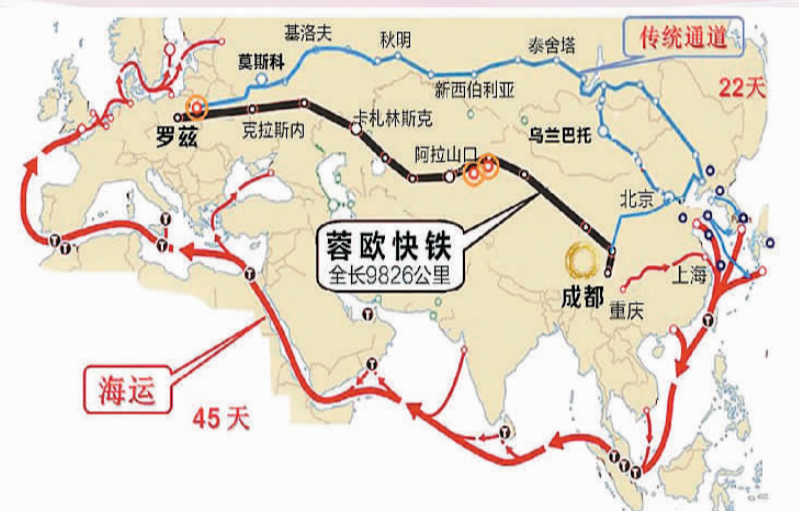 传统通道
22天
基洛夫
秋明
泰舍塔
莫斯科
新西伯利亚
罗兹
克拉斯内
卡札林斯克
乌兰巴托
阿拉山口
北京
蓉欧快铁
全长9826公里
成都
重庆
上海
海运
45天